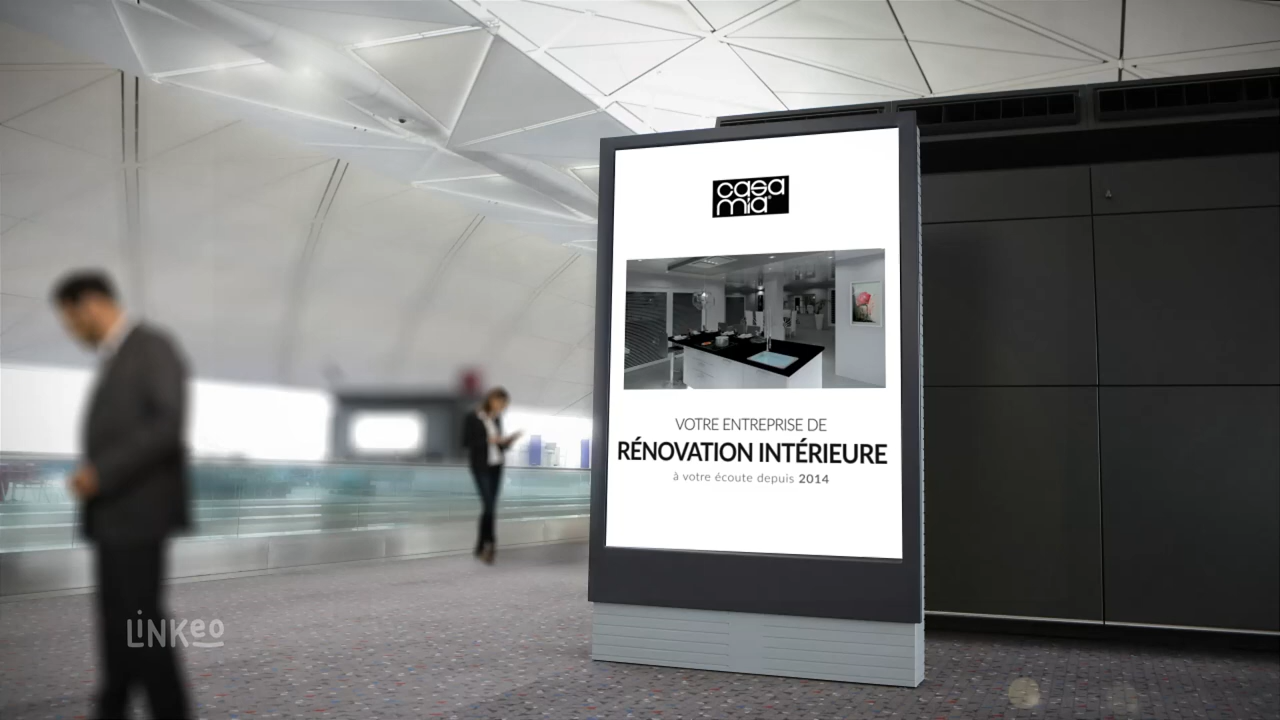 casa
mia
VOTRE ENTREPRISE DE
RÉNOVATION INTÉRIEURE
à votre écoute depuis 2014
LINKeo